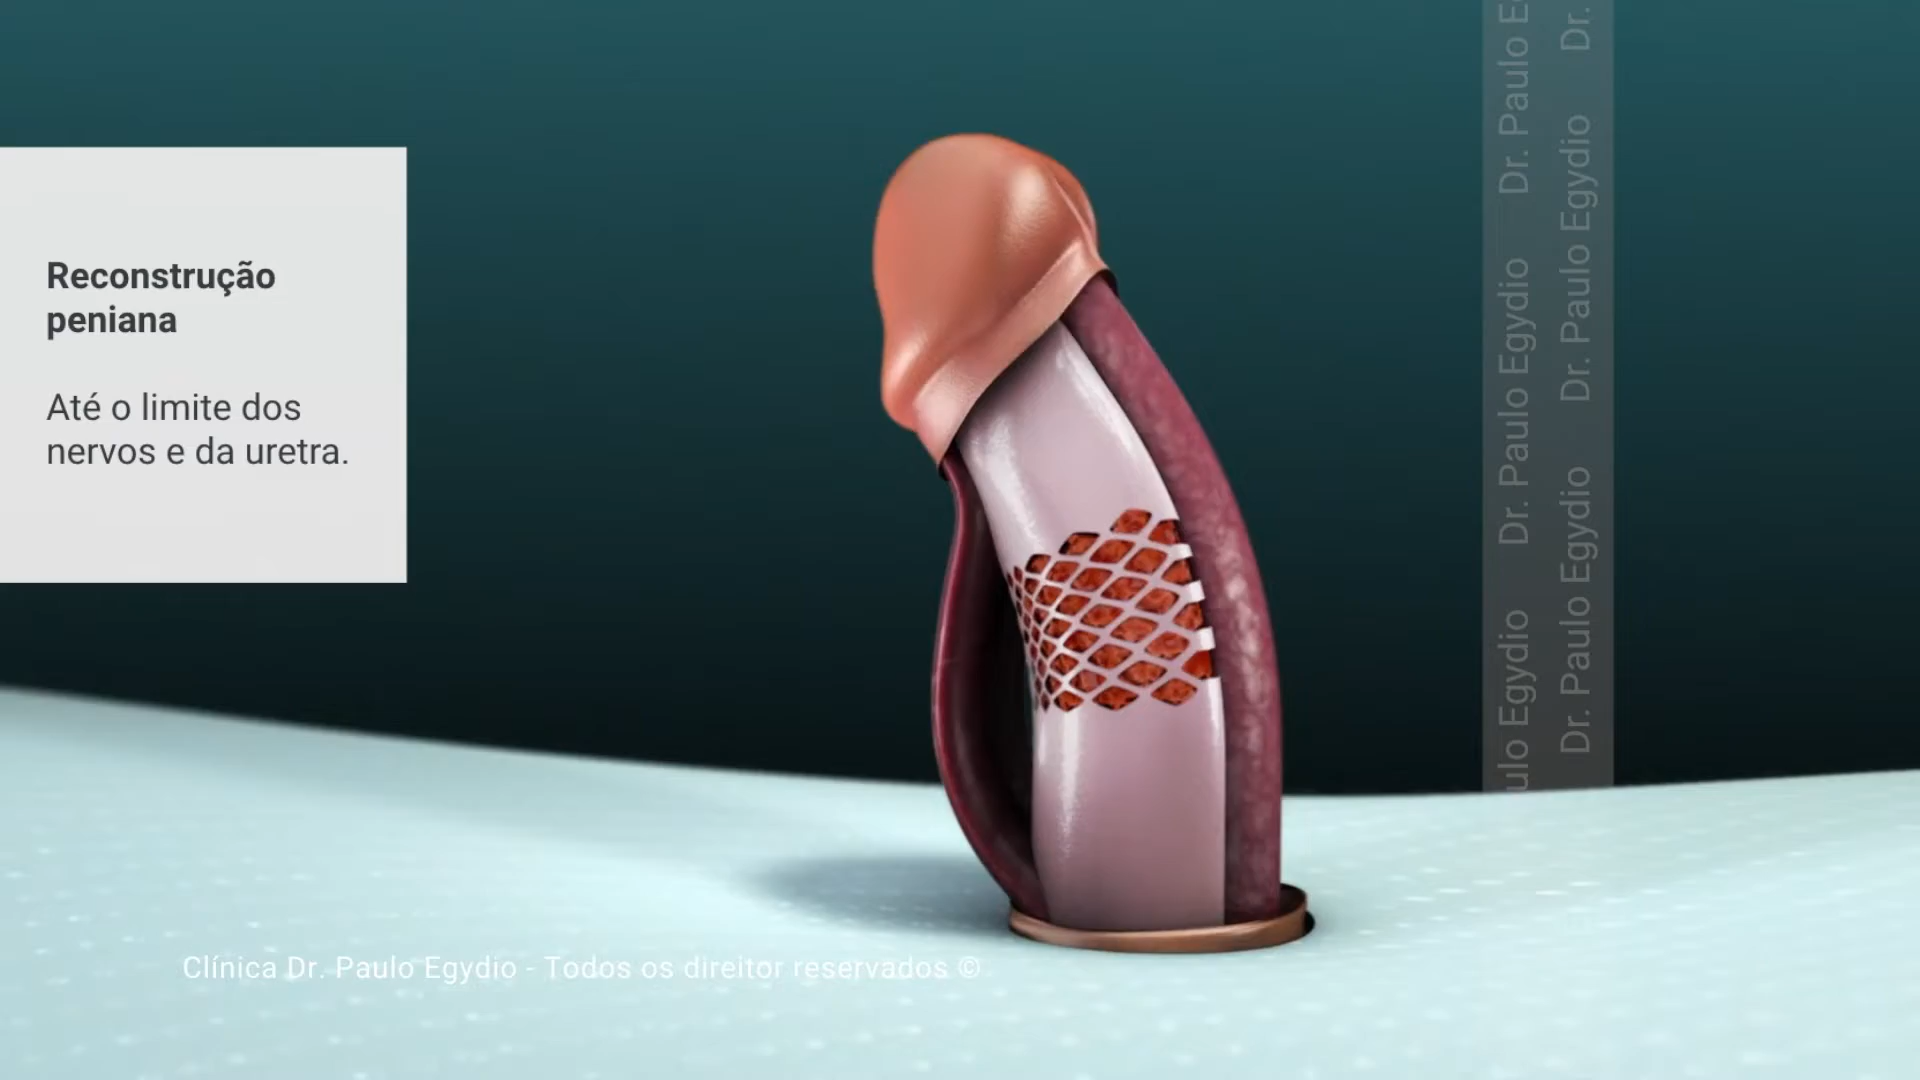 Reconstrução
peniana
Até o limite dos
nervos e da uretra.
Dr. Paulo E
Dr. Paulo Egydio
ulo Egydio
Dr.
Dr. Paulo Egydio
Dr. Paulo Egydio
Clínica Dr. Paulo Egydio - Todos os direitor reservados ©